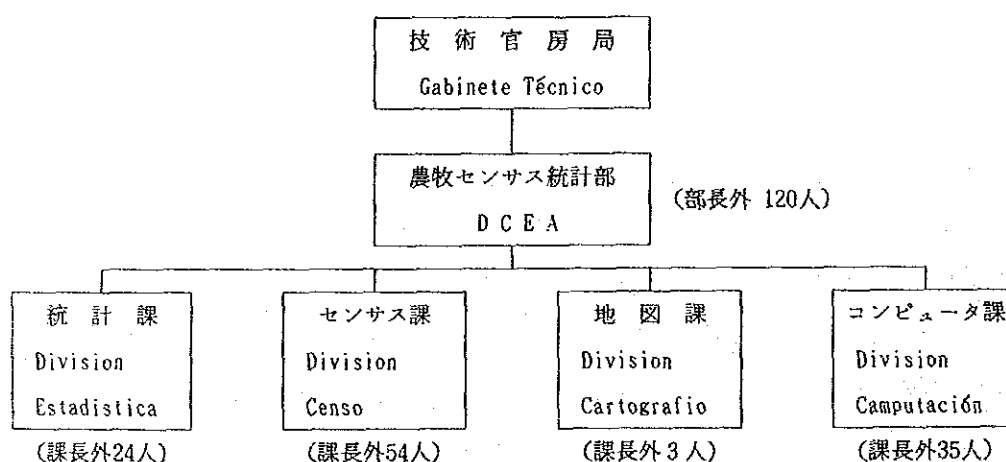 技術官房局
Gabinete Técnico
農牧センサス統計部
DCEA
(部長外 120人)
統計課
Division
Estadistica
(課長外24人)
センサス課
Division
Censo
(課長外54人)
地図課
Division
Cartografio
(課長外3人)
コンピュータ課
Division
Camputación
(課長外35人)